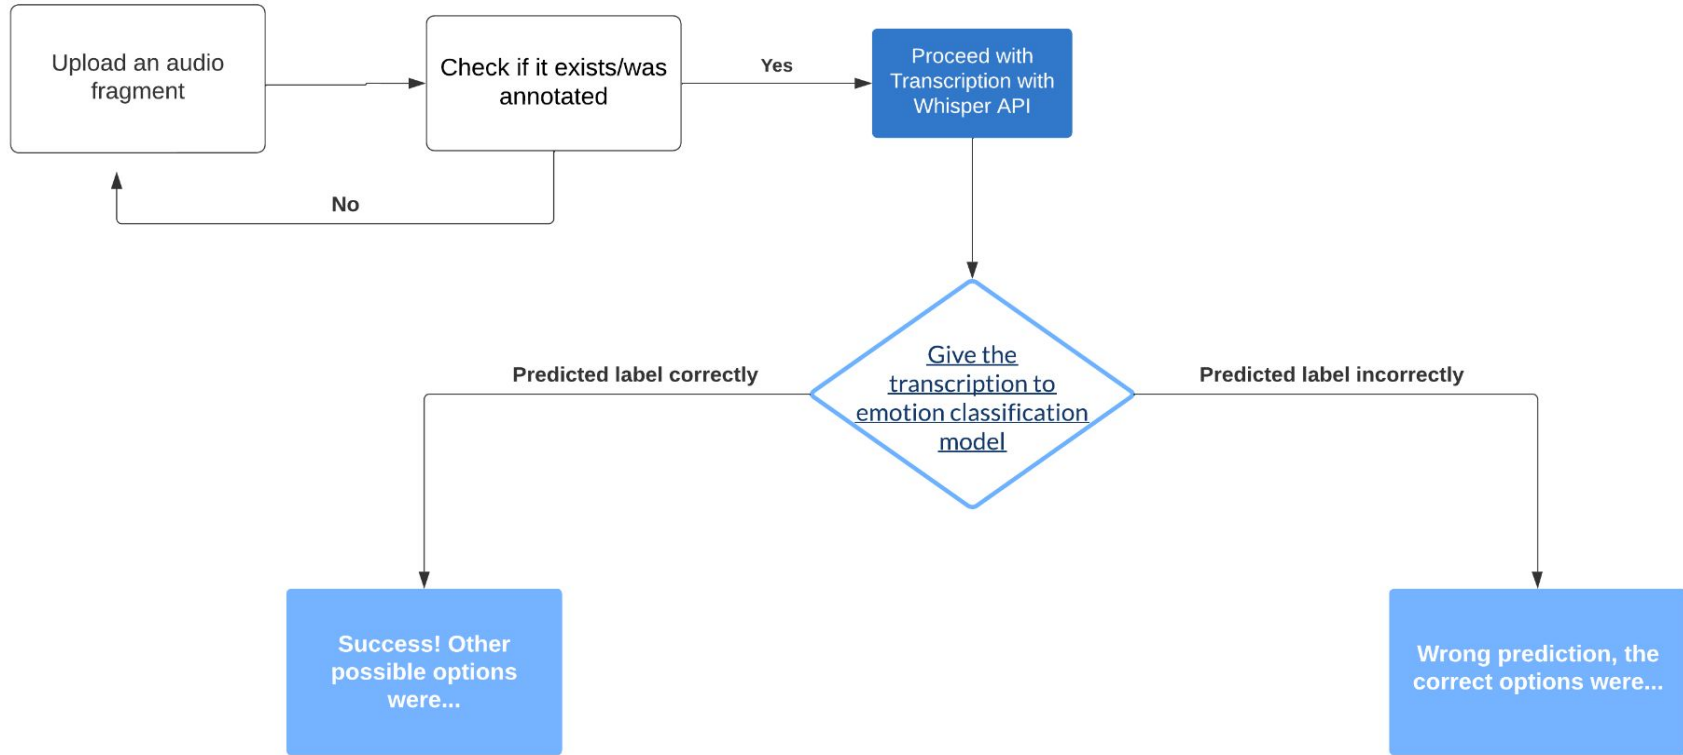 Upload an audio
fragment
Check if it exists/was
annotated
Yes
Proceed with
Transcription with
Whisper API
No
Give the
transcription to
emotion classification
model
Predicted label correctly
Predicted label incorrectly
Success! Other
possible options
were...
Wrong prediction, the
correct options were...